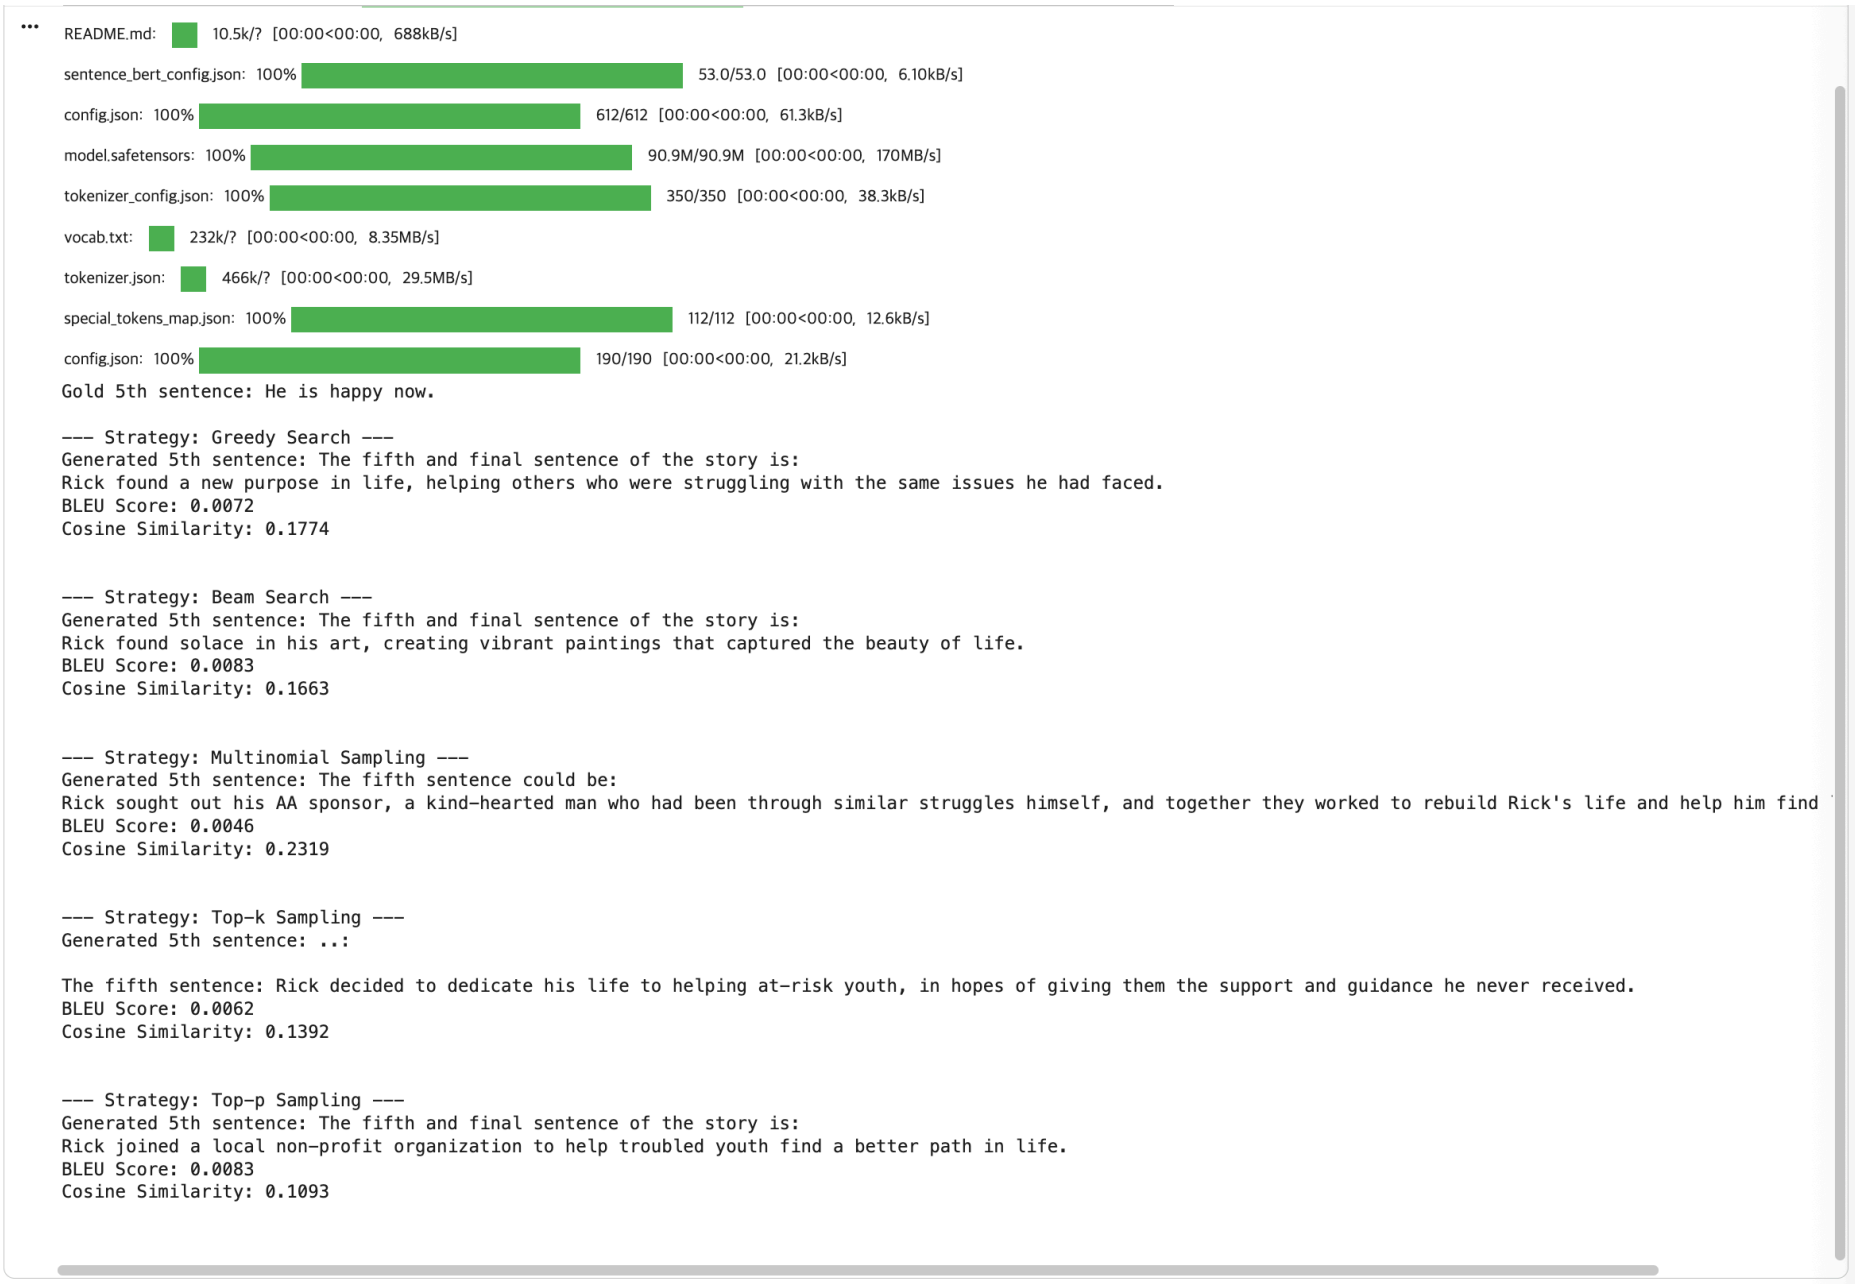 •••
README.md: 10.5k/? [00:00<00:00, 688kB/s]
sentence_bert_config.json: 100% 53.0/53.0 [00:00<00:00, 6.10kB/s]
config.json: 100% 612/612 [00:00<00:00, 61.3kB/s]
model.safetensors: 100% 90.9M/90.9M [00:00<00:00, 170MB/s]
tokenizer_config.json: 100% 350/350 [00:00<00:00, 38.3kB/s]
vocab.txt: 232k/? [00:00<00:00, 8.35MB/s]
tokenizer.json: 466k/? [00:00<00:00, 29.5MB/s]
special_tokens_map.json: 100% 112/112 [00:00<00:00, 12.6kB/s]
config.json: 100% 190/190 [00:00<00:00, 21.2kB/s]
Gold 5th sentence: He is happy now.
--- Strategy: Greedy Search ---
Generated 5th sentence: The fifth and final sentence of the story is:
Rick found a new purpose in life, helping others who were struggling with the same issues he had faced.
BLEU Score: 0.0072
Cosine Similarity: 0.1774
--- Strategy: Beam Search ---
Generated 5th sentence: The fifth and final sentence of the story is:
Rick found solace in his art, creating vibrant paintings that captured the beauty of life.
BLEU Score: 0.0083
Cosine Similarity: 0.1663
--- Strategy: Multinomial Sampling ---
Generated 5th sentence: The fifth sentence could be:
Rick sought out his AA sponsor, a kind-hearted man who had been through similar struggles himself, and together they worked to rebuild Rick's life and help him find
BLEU Score: 0.0046
Cosine Similarity: 0.2319
--- Strategy: Top-k Sampling ---
Generated 5th sentence: ..:
The fifth sentence: Rick decided to dedicate his life to helping at-risk youth, in hopes of giving them the support and guidance he never received.
BLEU Score: 0.0062
Cosine Similarity: 0.1392
--- Strategy: Top-p Sampling ---
Generated 5th sentence: The fifth and final sentence of the story is:
Rick joined a local non-profit organization to help troubled youth find a better path in life.
BLEU Score: 0.0083
Cosine Similarity: 0.1093